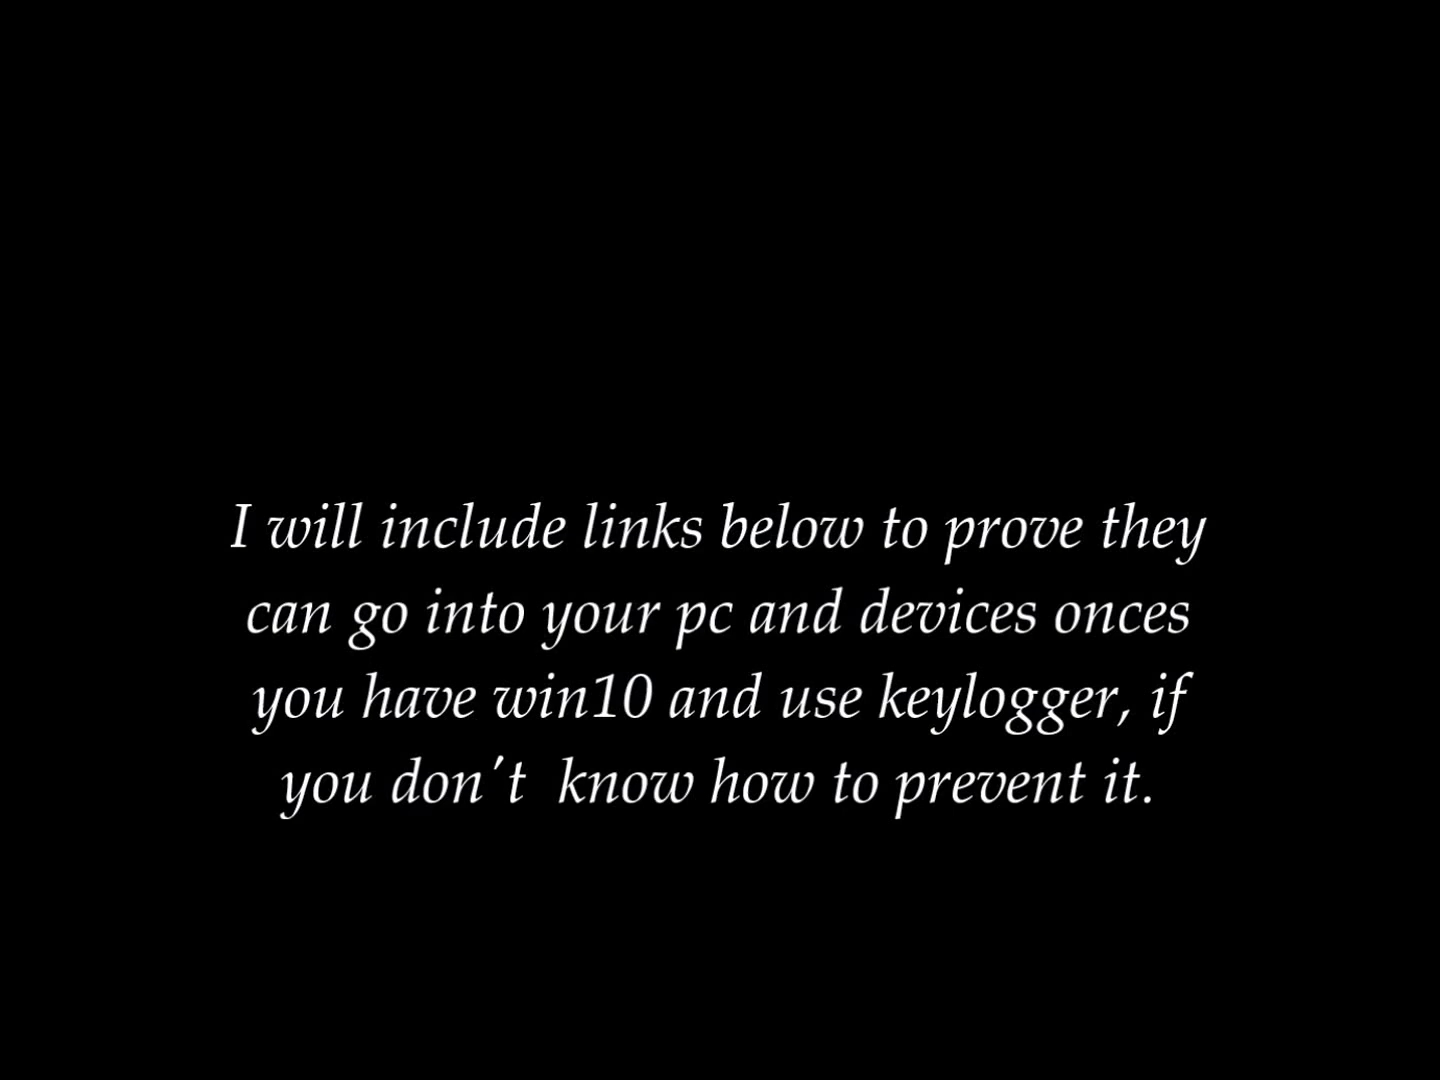 I will include links below to prove they
can go into your pc and devices onces
you have win10 and use keylogger, if
you don't  know how to prevent it.